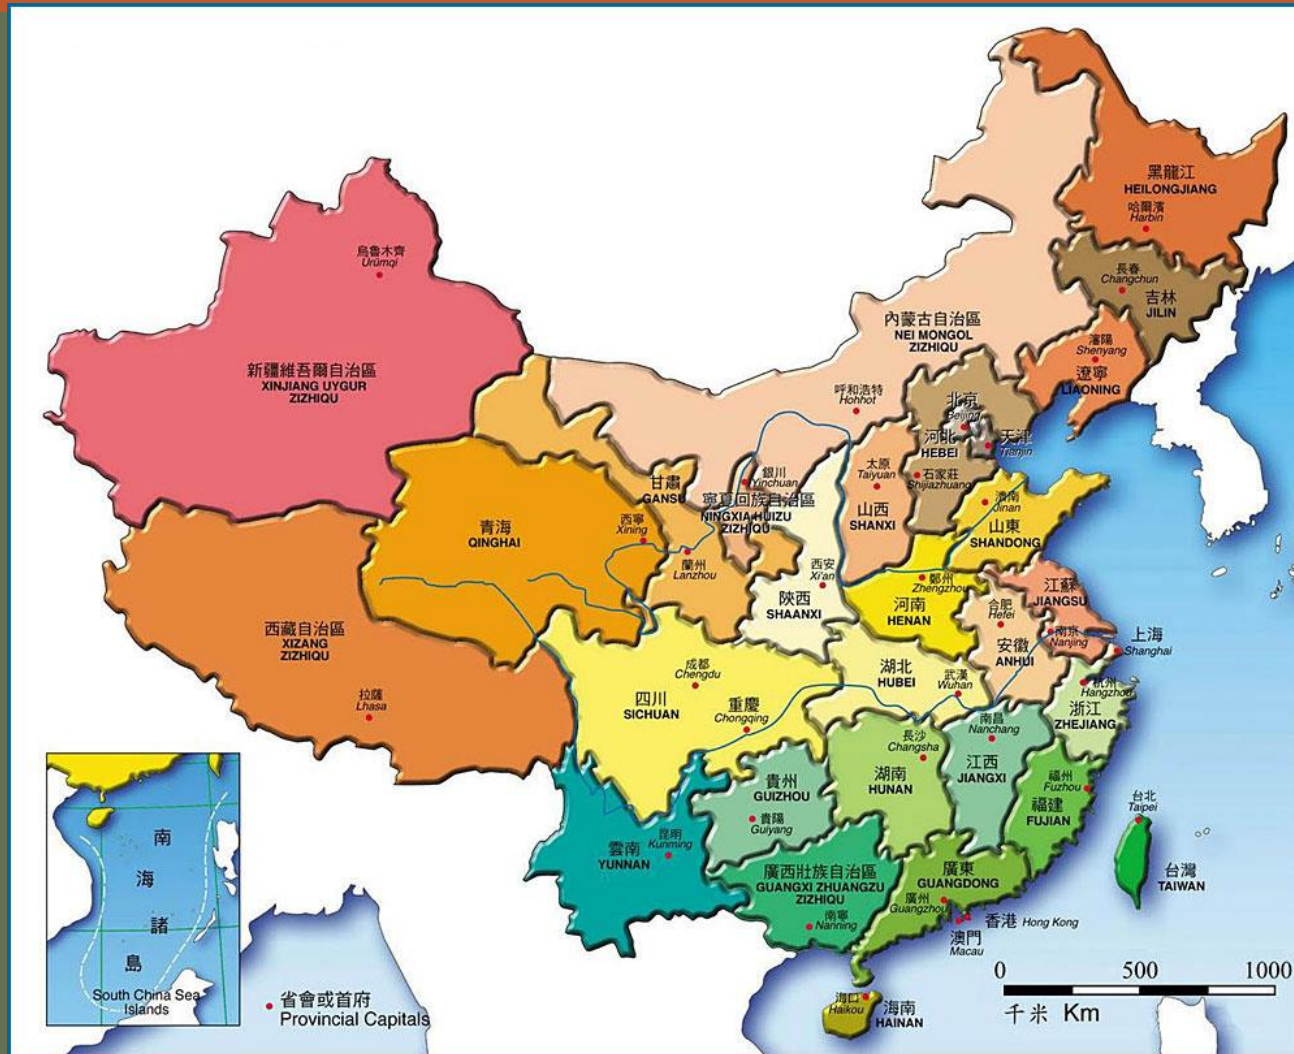 黑龍江
HEILONGJIANG
哈爾濱
Harbin
長春
Changchun
吉林
JILIN
瀋陽
Shenyang
遼寧
LIAONING
內蒙古自治區
NEI MONGOL
ZIZHIQU
呼和浩特
Hohhot
烏魯木齊
Urümqi
新疆維吾爾自治區
XINJIANG UYGUR
ZIZHIQU
北京
Beijing
天津
Tianjin
河北
HEBEI
石家莊
Shijiazhuang
太原
Taiyuan
山西
SHANXI
濟南
Jinan
山東
SHANDONG
銀川
Yinchuan
寧夏回族自治區
NINGXIA HUIZU
ZIZHIQU
甘肅
GANSU
蘭州
Lanzhou
西寧
Xining
青海
QINGHAI
西安
Xi'an
陝西
SHAANXI
鄭州
Zhengzhou
河南
HENAN
江蘇
JIANGSU
南京
Nanjing
合肥
Hefei
安徽
ANHUI
上海
Shanghai
西藏自治區
XIZANG
ZIZHIQU
拉薩
Lhasa
成都
Chengdu
四川
SICHUAN
重慶
Chongqing
湖北
HUBEI
武漢
Wuhan
杭州
Hangzhou
浙江
ZHEJIANG
南昌
Nanchang
江西
JIANGXI
長沙
Changsha
湖南
HUNAN
貴州
GUIZHOU
貴陽
Guiyang
福州
Fuzhou
福建
FUJIAN
台北
Taipei
台灣
TAIWAN
昆明
Kunming
雲南
YUNNAN
廣西壯族自治區
GUANGXI ZHUANGZU
ZIZHIQU
南寧
Nanning
廣東
GUANGDONG
廣州
Guangzhou
香港 Hong Kong
澳門
Macau
海口
Haikou
海南
HAINAN
南
海
諸
島
South China Sea
Islands
省會或首府
Provincial Capitals
0 500 1000
千米 Km